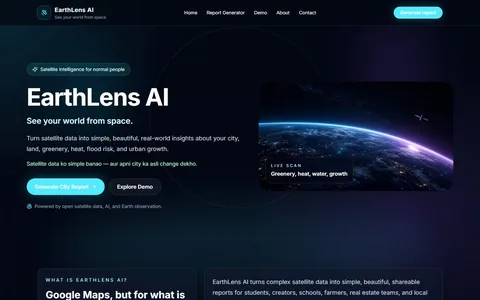 EarthLens AI
See your world from space.
Home
Report Generator
Demo
About
Contact
Generate report
Satellite intelligence for normal people
EarthLens AI
See your world from space.
Turn satellite data into simple, beautiful, real-world insights about your city,
land, greenery, heat, flood risk, and urban growth.
Satellite data ko simple banao — aur apni city ka asli change dekho.
Generate City Report
Explore Demo
Powered by open satellite data, AI, and Earth observation.
LIVE SCAN
Greenery, heat, water, growth
WHAT IS EARTHLENS AI?
Google Maps, but for what is
EarthLens AI turns complex satellite data into simple, beautiful, shareable
reports for students, creators, schools, farmers, real estate teams, and local